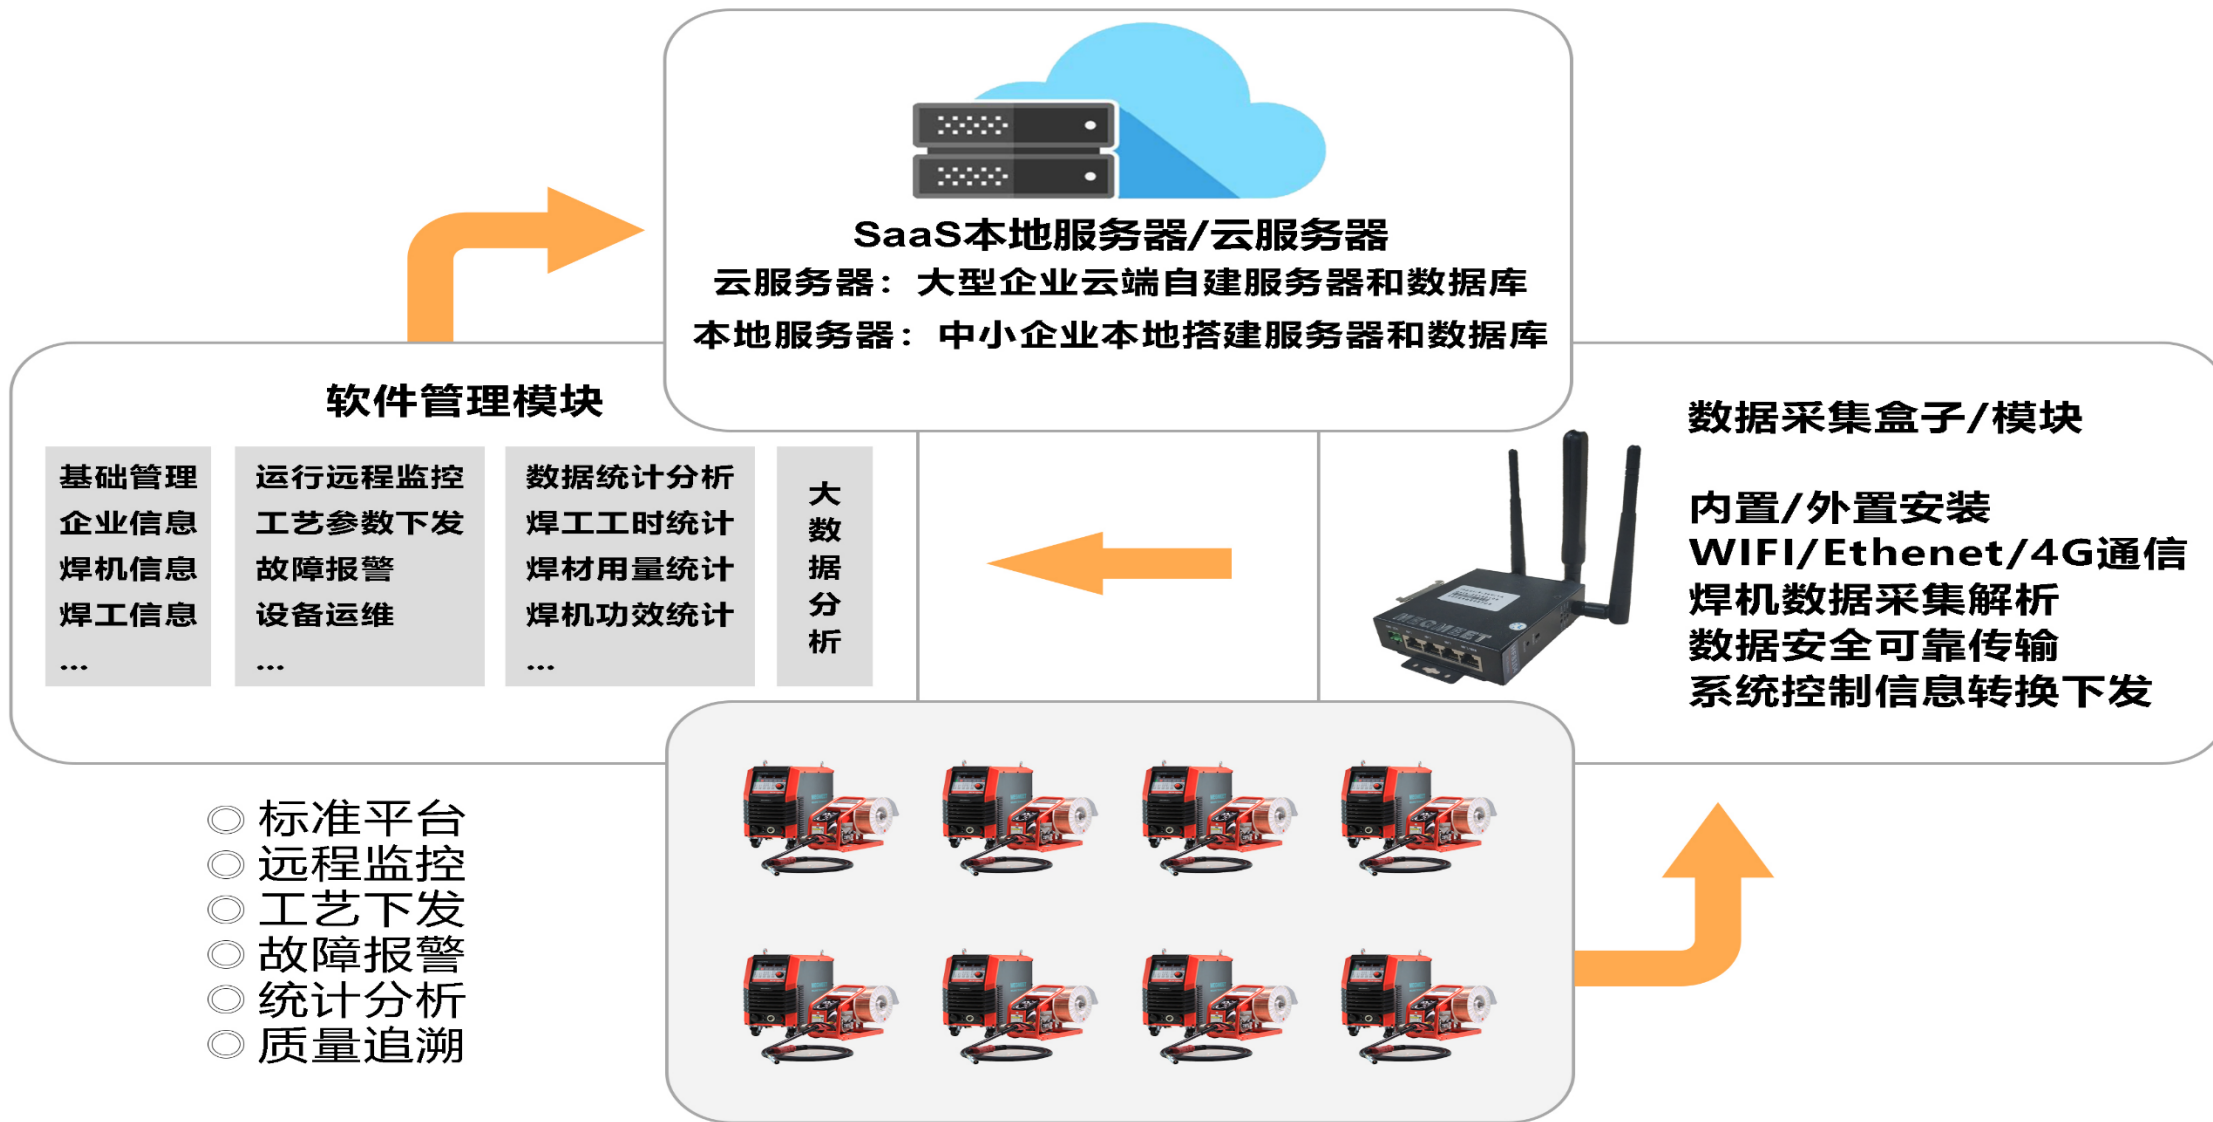 SaaS本地服务器/云服务器
云服务器：大型企业云端自建服务器和数据库
本地服务器：中小企业本地搭建服务器和数据库
软件管理模块
基础管理
企业信息
焊机信息
焊工信息
...
运行远程监控
工艺参数下发
故障报警
设备运维
...
数据统计分析
焊工工时统计
焊材用量统计
焊机功效统计
...
大
数
据
分
析
数据采集盒子/模块
内置/外置安装
WIFI/Ethenet/4G通信
焊机数据采集解析
数据安全可靠传输
系统控制信息转换下发
◎ 标准平台
◎ 远程监控
◎ 工艺下发
◎ 故障报警
◎ 统计分析
◎ 质量追溯